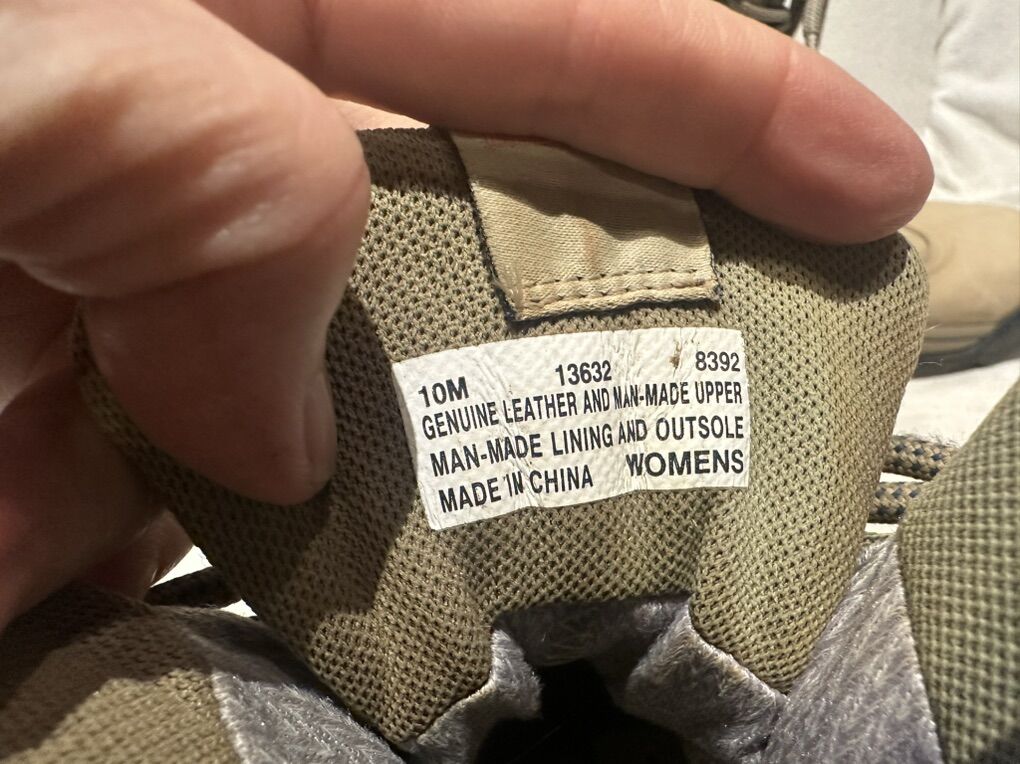 10M 13632 8392
GENUINE LEATHER AND MAN-MADE UPPER
MAN-MADE LINING AND OUTSOLE
MADE IN CHINA WOMENS